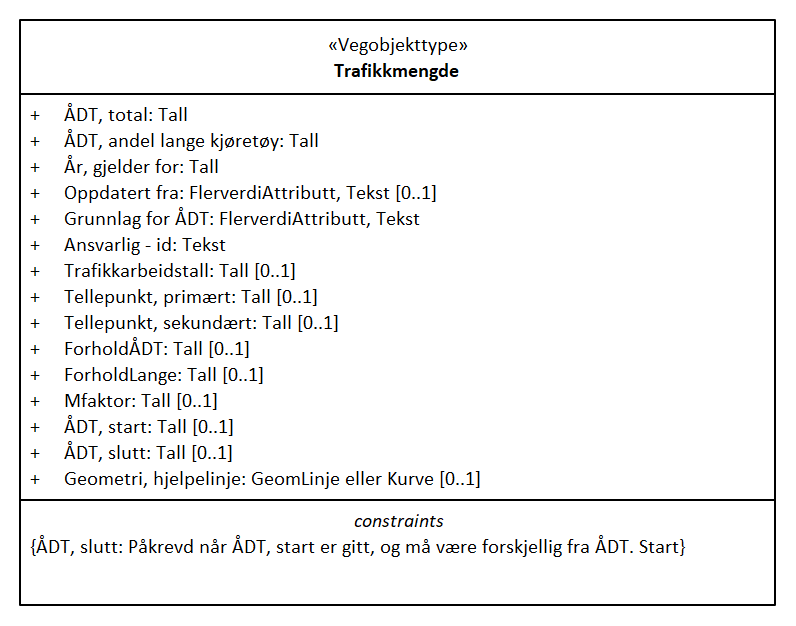 «Vegobjekttype»
Trafikkmengde
+ ÅDT, total: Tall
+ ÅDT, andel lange kjøretøy: Tall
+ År, gjelder for: Tall
+ Oppdatert fra: FlerverdiAttributt, Tekst [0..1]
+ Grunnlag for ÅDT: FlerverdiAttributt, Tekst
+ Ansvarlig - id: Tekst
+ Trafikkarbeidstall: Tall [0..1]
+ Tellepunkt, primært: Tall [0..1]
+ Tellepunkt, sekundært: Tall [0..1]
+ ForholdÅDT: Tall [0..1]
+ ForholdLange: Tall [0..1]
+ Mfaktor: Tall [0..1]
+ ÅDT, start: Tall [0..1]
+ ÅDT, slutt: Tall [0..1]
+ Geometri, hjelpelinje: GeomLinje eller Kurve [0..1]
constraints
{ÅDT, slutt: Påkrevd når ÅDT, start er gitt, og må være forskjellig fra ÅDT. Start}